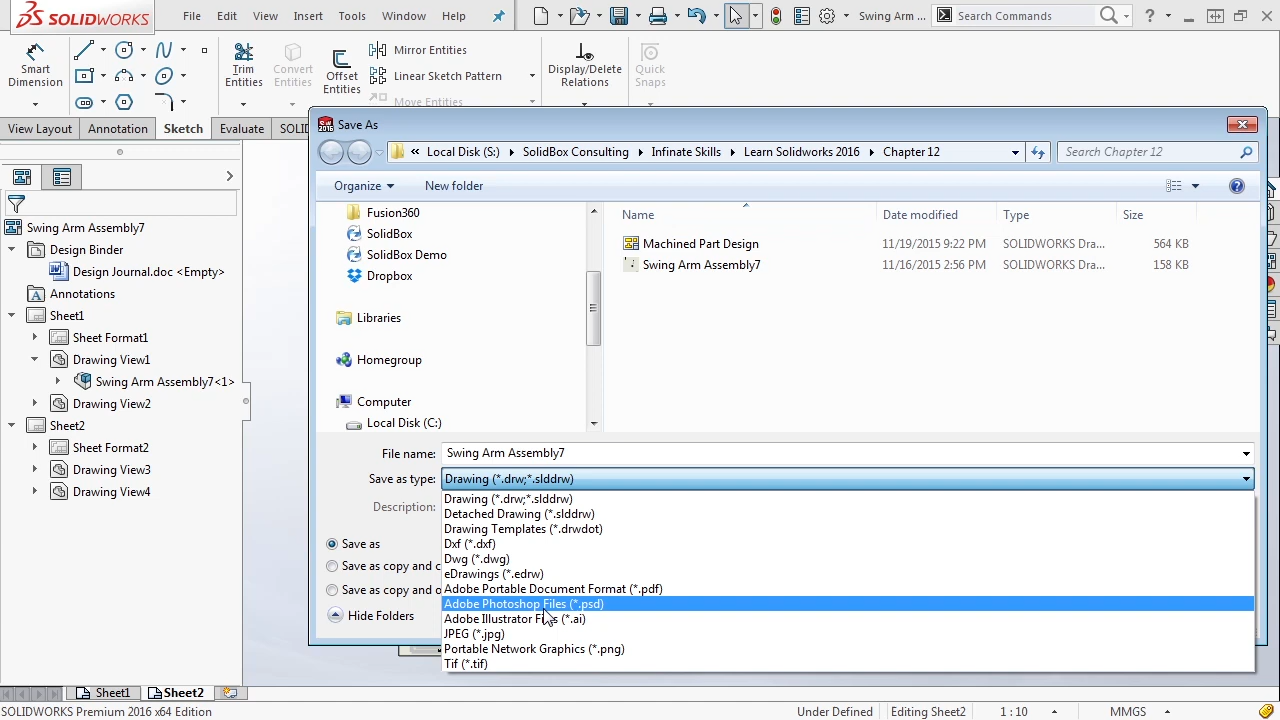 SOLIDWORKS File Edit View Insert Tools Window Help Swing Arm ... Search Commands
Smart Dimension
Trim Entities
Convert Entities
Offset Entities
Mirror Entities
Linear Sketch Pattern
Move Entities
Display/Delete Relations
Quick Snaps
View Layout Annotation Sketch Evaluate SOLI
Save As
« Local Disk (S:) SolidBox Consulting Infinate Skills Learn Solidworks 2016 Chapter 12 Search Chapter 12
Organize New folder
Name Date modified Type Size
Machined Part Design 11/19/2015 9:22 PM SOLIDWORKS Dra... 564 KB
Swing Arm Assembly7 11/16/2015 2:56 PM SOLIDWORKS Dra... 158 KB
Fusion360
SolidBox
SolidBox Demo
Dropbox
Libraries
Homegroup
Computer
Local Disk (C:)
File name: Swing Arm Assembly7
Save as type: Drawing (*.drw;*.slddrw)
Description:
Drawing (*.drw;*.slddrw)
Detached Drawing (*.slddrw)
Drawing Templates (*.drwdot)
Dxf (*.dxf)
Dwg (*.dwg)
eDrawings (*.edrw)
Adobe Portable Document Format (*.pdf)
Adobe Photoshop Files (*.psd)
Adobe Illustrator Files (*.ai)
JPEG (*.jpg)
Portable Network Graphics (*.png)
Tif (*.tif)
Save as
Save as copy and c
Save as copy and o
Hide Folders
Swing Arm Assembly7
Design Binder
Design Journal.doc <Empty>
Annotations
Sheet1
Sheet Format1
Drawing View1
Swing Arm Assembly7<1>
Drawing View2
Sheet2
Sheet Format2
Drawing View3
Drawing View4
Sheet1 Sheet2
SOLIDWORKS Premium 2016 x64 Edition Under Defined Editing Sheet2 1 : 10 MMGS